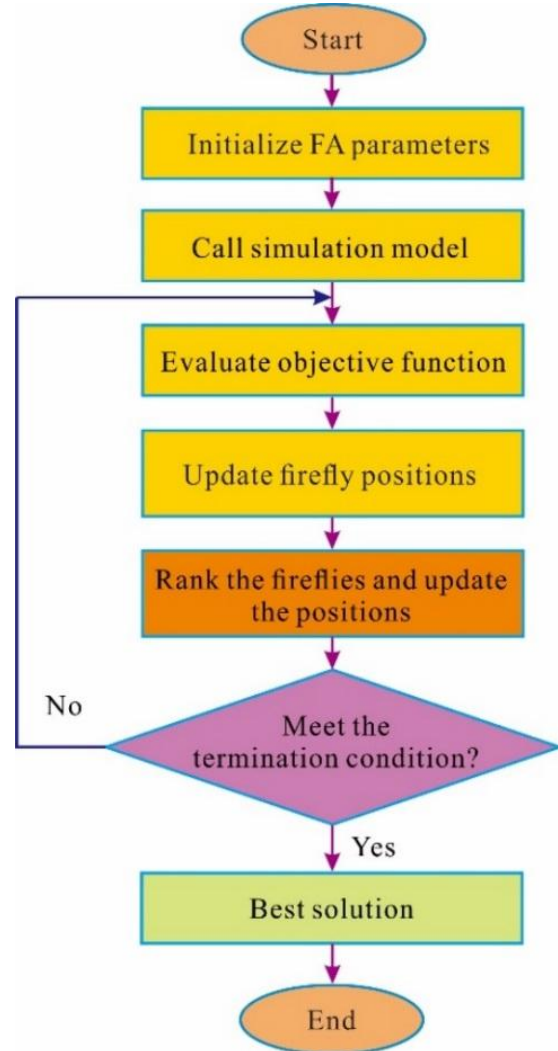 Start
Initialize FA parameters
Call simulation model
Evaluate objective function
Update firefly positions
Rank the fireflies and update
the positions
No
Meet the
termination condition?
Yes
Best solution
End